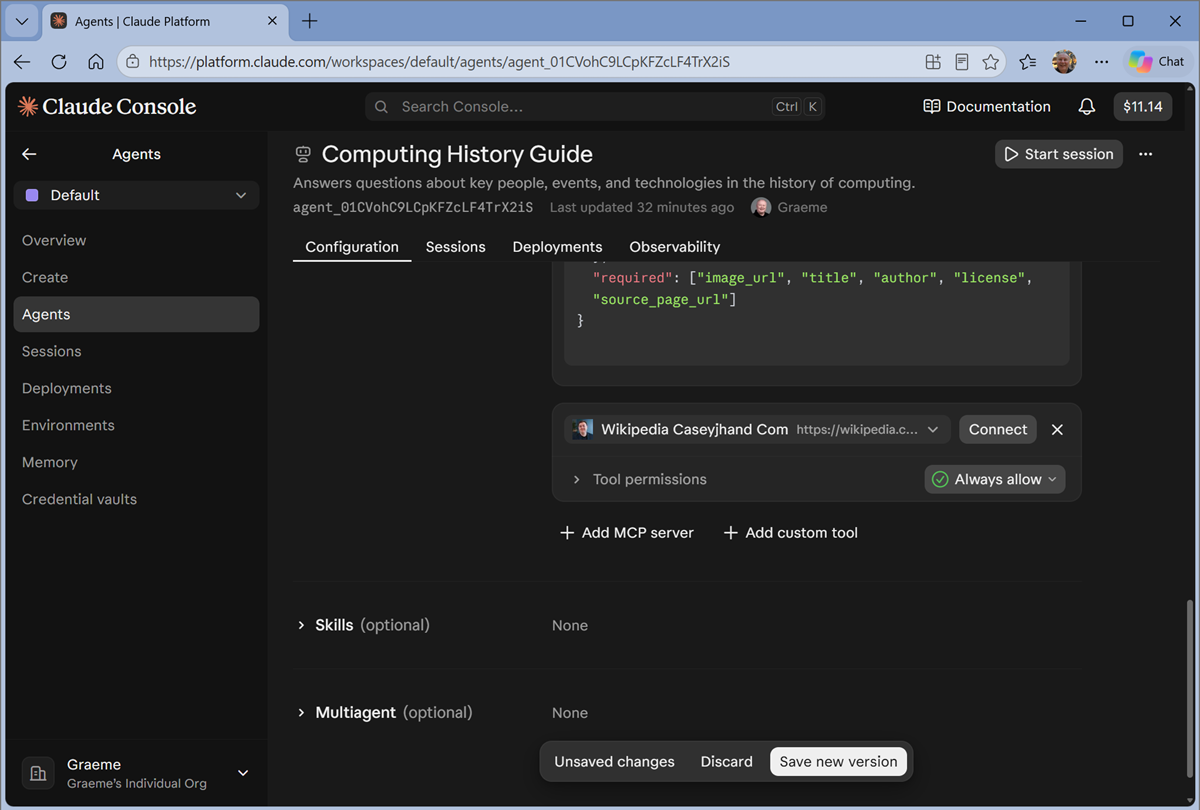 Agents | Claude Platform
https://platform.claude.com/workspaces/default/agents/agent_01CVohC9LCpKFZcLF4TrX2iS
Chat
Claude Console
Search Console...
Ctrl K
Documentation
$11.14
Agents
Default
Overview
Create
Agents
Sessions
Deployments
Environments
Memory
Credential vaults
Graeme
Graeme's Individual Org
Computing History Guide
Start session
Answers questions about key people, events, and technologies in the history of computing.
agent_01CVohC9LCpKFZcLF4TrX2iS Last updated 32 minutes ago Graeme
Configuration Sessions Deployments Observability
"required": ["image_url", "title", "author", "license",
"source_page_url"]
}
Wikipedia Caseyjhand Com https://wikipedia.c... Connect
Tool permissions Always allow
Add MCP server Add custom tool
Skills (optional) None
Multiagent (optional) None
Unsaved changes Discard Save new version